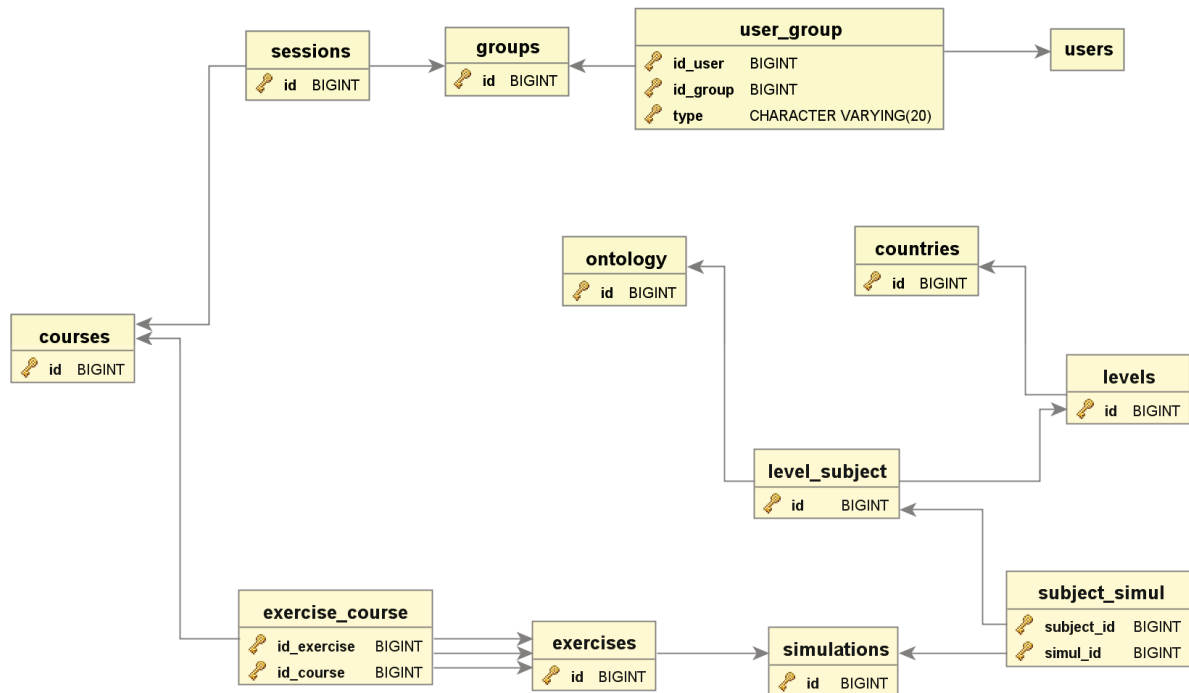 sessions
id BIGINT
groups
id BIGINT
user_group
id_user BIGINT
id_group BIGINT
type CHARACTER VARYING(20)
users
ontology
id BIGINT
countries
id BIGINT
courses
id BIGINT
levels
id BIGINT
level_subject
id BIGINT
exercise_course
id_exercise BIGINT
id_course BIGINT
exercises
id BIGINT
simulations
id BIGINT
subject_simul
subject_id BIGINT
simul_id BIGINT